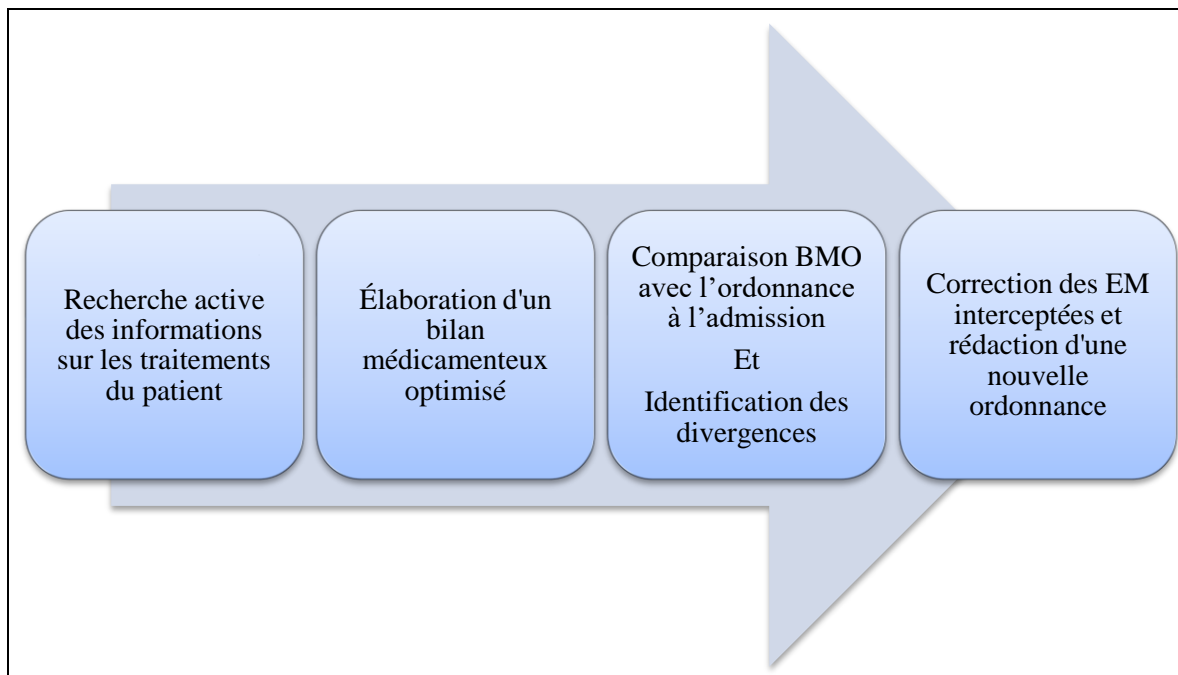 Recherche active
des informations
sur les traitements
du patient
Élaboration d'un
bilan
médicamenteux
optimisé
Comparaison BMO
avec l’ordonnance
à l’admission
Et
Identification des
divergences
Correction des EM
interceptées et
rédaction d'une
nouvelle
ordonnance